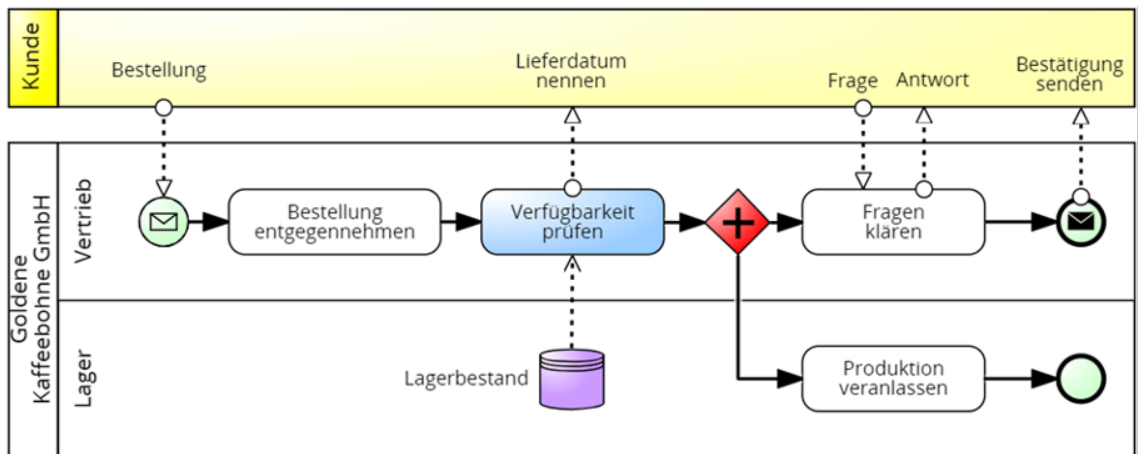 Kunde
Bestellung
Lieferdatum
nennen
Frage
Antwort
Bestätigung
senden
Goldene
Kaffeebohne GmbH
Vertrieb
Bestellung
entgegennehmen
Verfügbarkeit
prüfen
Fragen
klären
Lager
Lagerbestand
Produktion
veranlassen